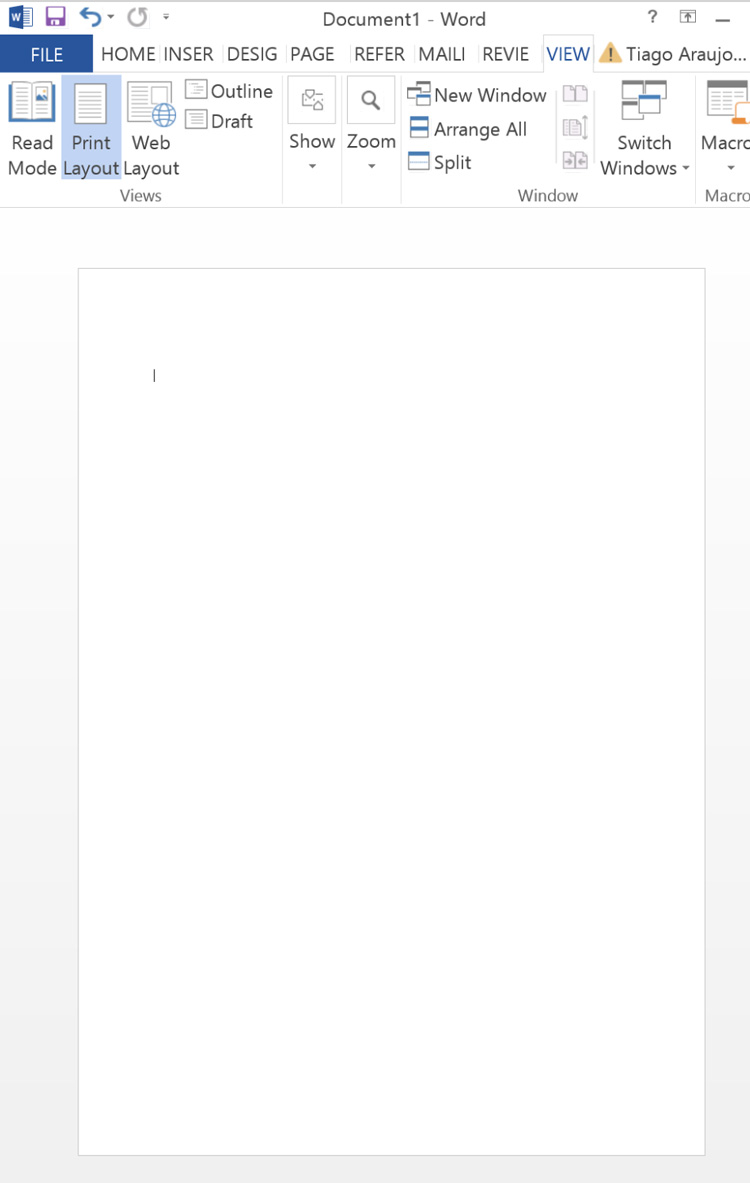 Document1 - Word
FILE HOME INSER DESIG PAGE REFER MAILI REVIE VIEW Tiago Araujo...
Read Mode
Print Layout
Web Layout
Outline
Draft
Show
Zoom
New Window
Arrange All
Split
Switch Windows
Macro
Views
Window
Macro